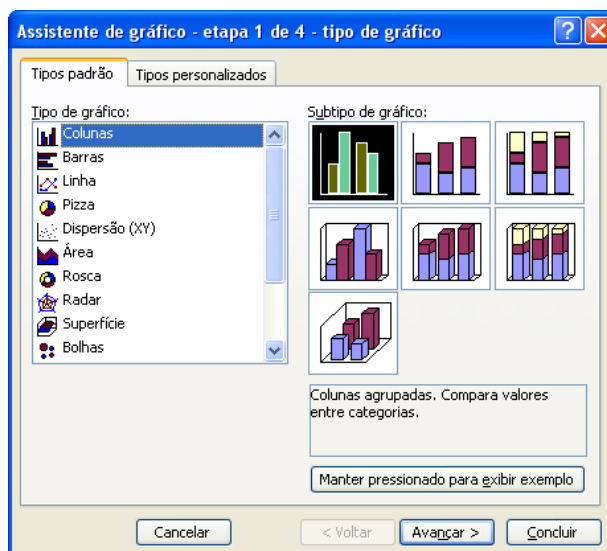 Assistente de gráfico - etapa 1 de 4 - tipo de gráfico
Tipos padrão
Tipos personalizados
Tipo de gráfico:
Colunas
Barras
Linha
Pizza
Dispersão (XY)
Área
Rosca
Radar
Superfície
Bolhas
Subtipo de gráfico:
Colunas agrupadas. Compara valores
entre categorias.
Manter pressionado para exibir exemplo
Cancelar
< Voltar
Avançar >
Concluir